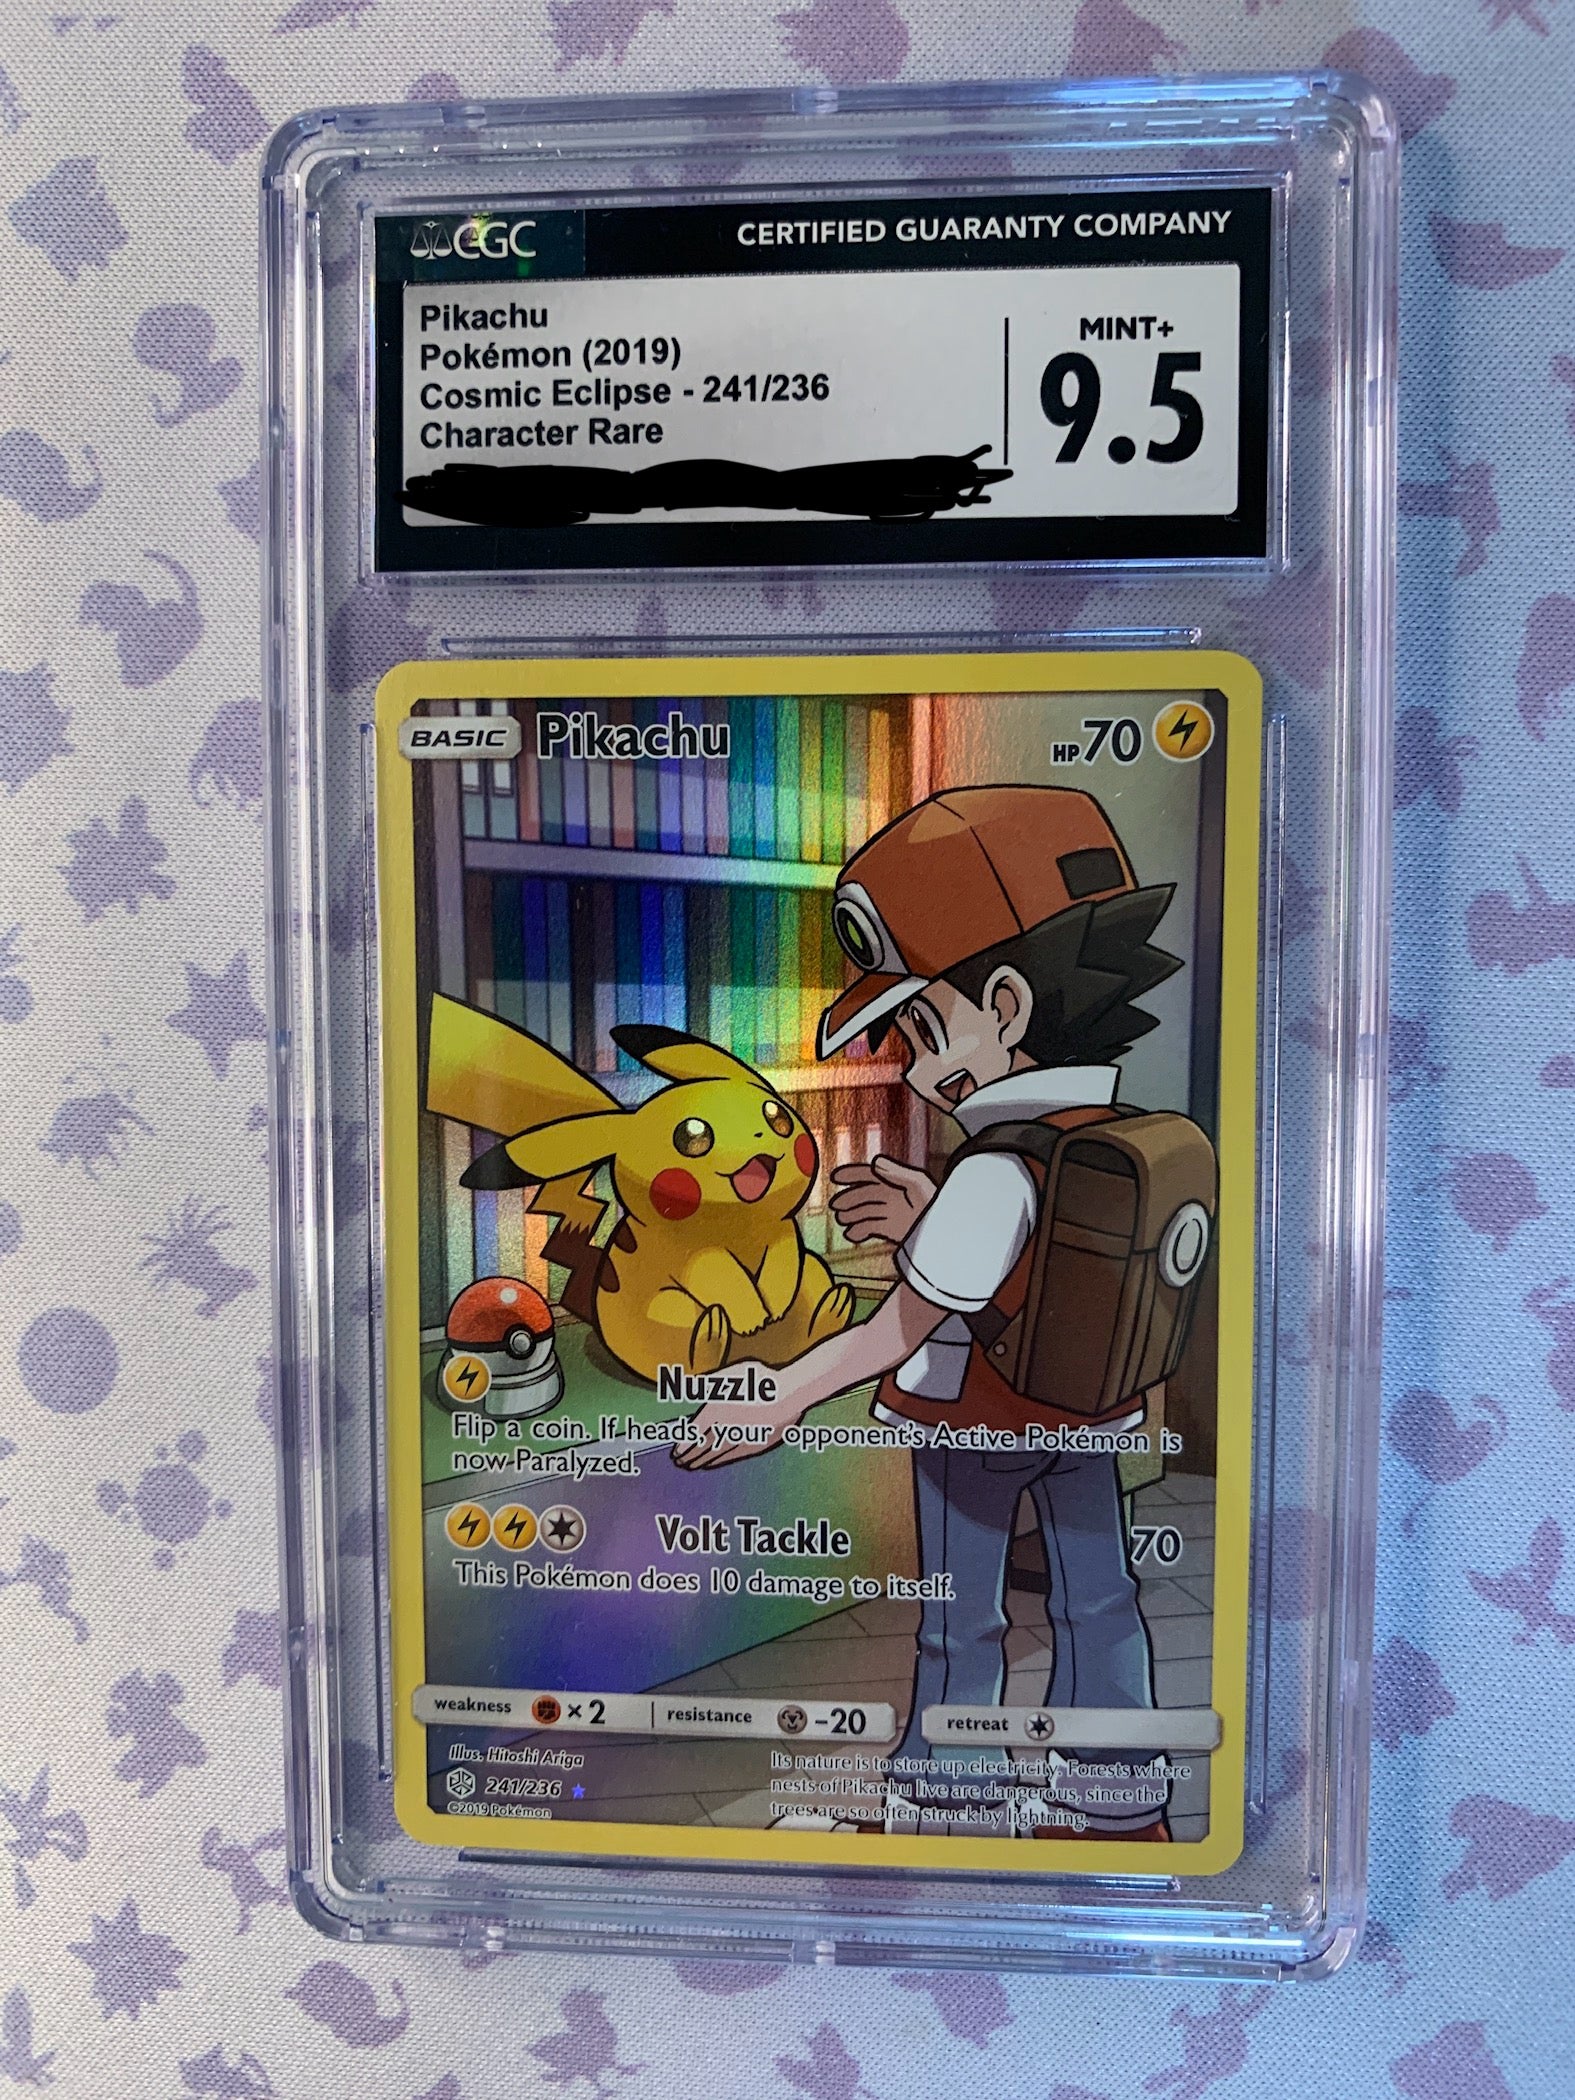 CGC
CERTIFIED GUARANTY COMPANY
Pikachu
Pokémon (2019)
Cosmic Eclipse - 241/236
Character Rare
MINT+
9.5
BASIC Pikachu HP70
Nuzzle
Flip a coin. If heads, your opponent's Active Pokémon is
now Paralyzed.
Volt Tackle 70
This Pokémon does 10 damage to itself.
weakness ×2 resistance -20 retreat
Illus. Hitoshi Ariga
241/236
©2019 Pokémon
Its nature is to store up electricity. Forests where
nests of Pikachu live are dangerous, since the
trees are so often struck by lightning.